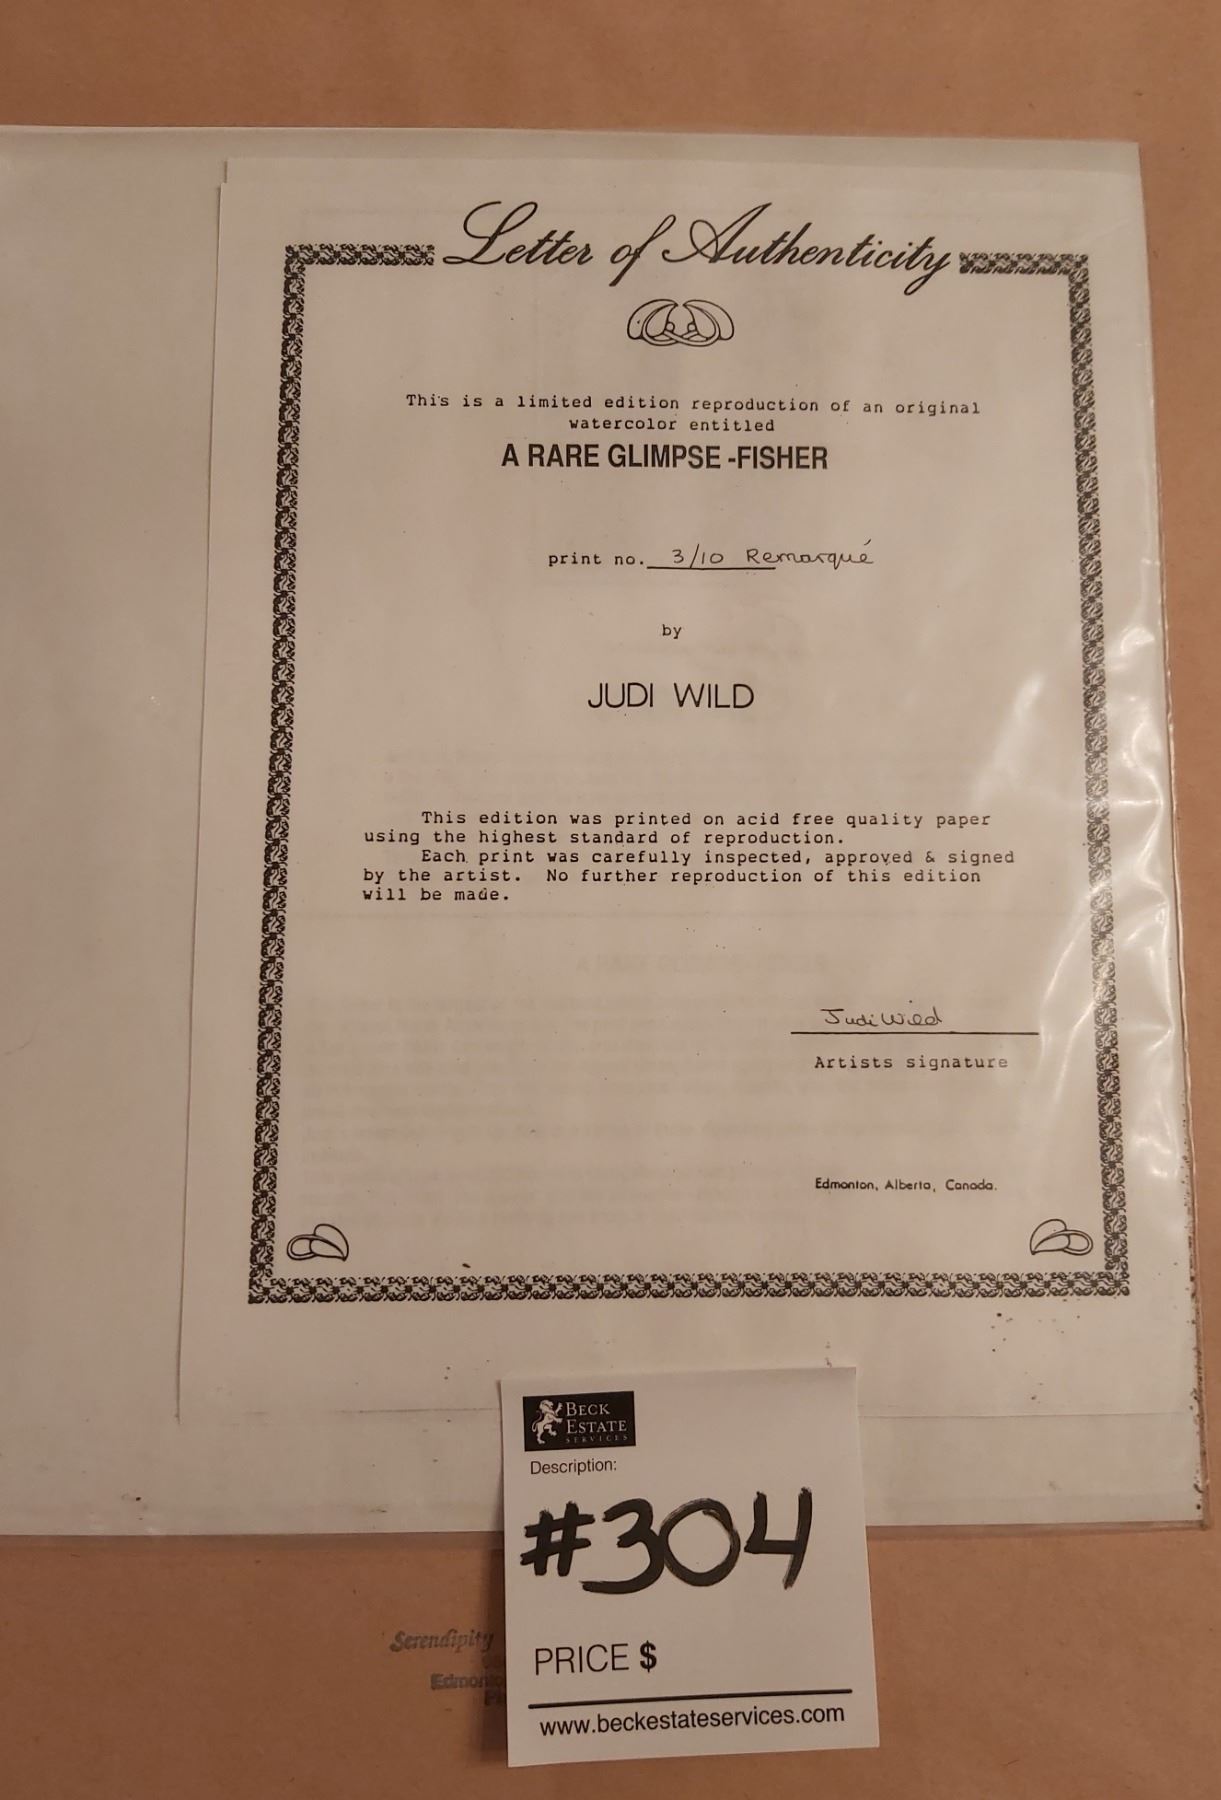 Letter of Authenticity
This is a limited edition reproduction of an original
watercolor entitled
A RARE GLIMPSE -FISHER
print no. 3/10 Remarqué
by
JUDI WILD
This edition was printed on acid free quality paper
using the highest standard of reproduction.
Each print was carefully inspected, approved & signed
by the artist. No further reproduction of this edition
will be made.
Judi Wild
Artists signature
Edmonton, Alberta, Canada.
BECK
ESTATE
SERVICES
Description:
#304
PRICE $
www.beckestateservices.com
Serendipity